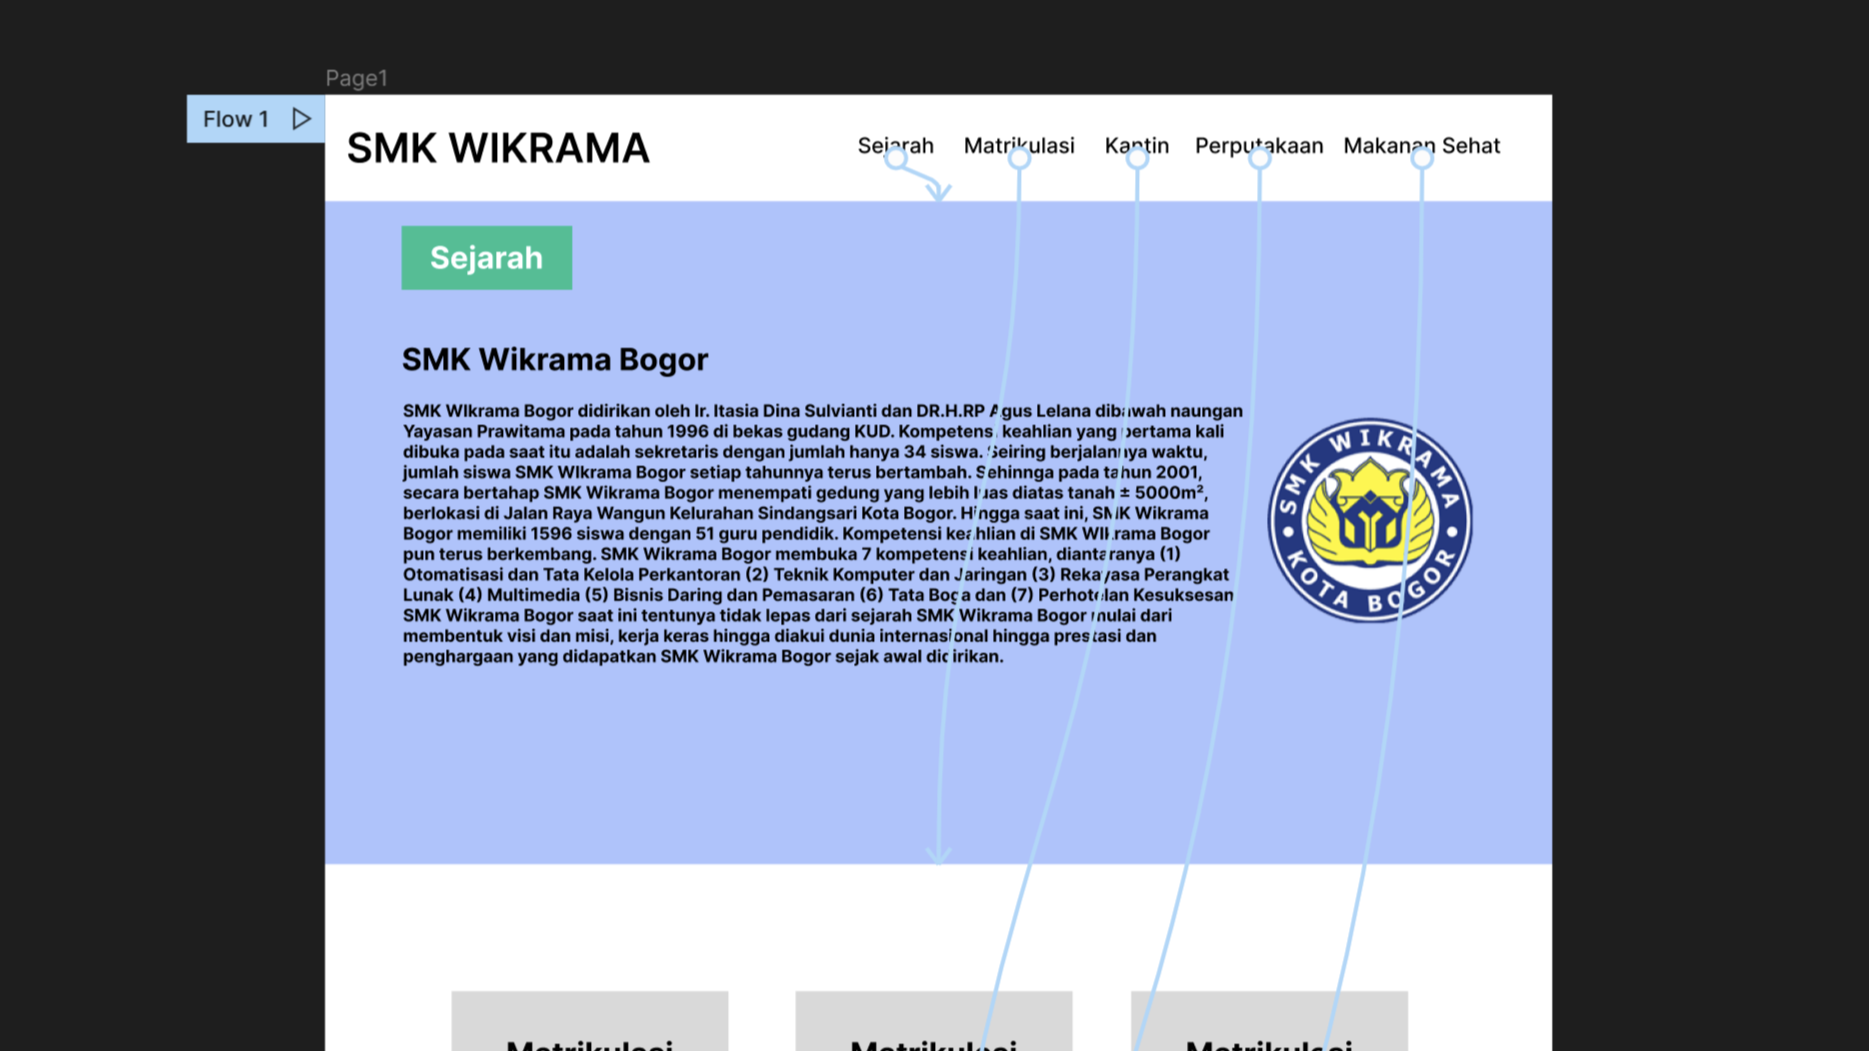 Page1
Flow 1
SMK WIKRAMA
Sejarah Matrikulasi Kantin Perputakaan Makanan Sehat
Sejarah
SMK Wikrama Bogor
SMK WIkrama Bogor didirikan oleh Ir. Itasia Dina Sulvianti dan DR.H.RP Agus Lelana dibawah naungan
Yayasan Prawitama pada tahun 1996 di bekas gudang KUD. Kompetensi keahlian yang pertama kali
dibuka pada saat itu adalah sekretaris dengan jumlah hanya 34 siswa. Seiring berjalannya waktu,
jumlah siswa SMK WIkrama Bogor setiap tahunnya terus bertambah. Sehinnga pada tahun 2001,
secara bertahap SMK Wikrama Bogor menempati gedung yang lebih luas diatas tanah ± 5000m²,
berlokasi di Jalan Raya Wangun Kelurahan Sindangsari Kota Bogor. Hingga saat ini, SMK Wikrama
Bogor memiliki 1596 siswa dengan 51 guru pendidik. Kompetensi keahlian di SMK WIkrama Bogor
pun terus berkembang. SMK Wikrama Bogor membuka 7 kompetensi keahlian, diantaranya (1)
Otomatisasi dan Tata Kelola Perkantoran (2) Teknik Komputer dan Jaringan (3) Rekayasa Perangkat
Lunak (4) Multimedia (5) Bisnis Daring dan Pemasaran (6) Tata Boga dan (7) Perhotelan Kesuksesan
SMK Wikrama Bogor saat ini tentunya tidak lepas dari sejarah SMK Wikrama Bogor mulai dari
membentuk visi dan misi, kerja keras hingga diakui dunia internasional hingga prestasi dan
penghargaan yang didapatkan SMK Wikrama Bogor sejak awal didirikan.
SMK WIKRAMA
KOTA BOGOR
Matrikulasi Matrikulasi Matrikulasi